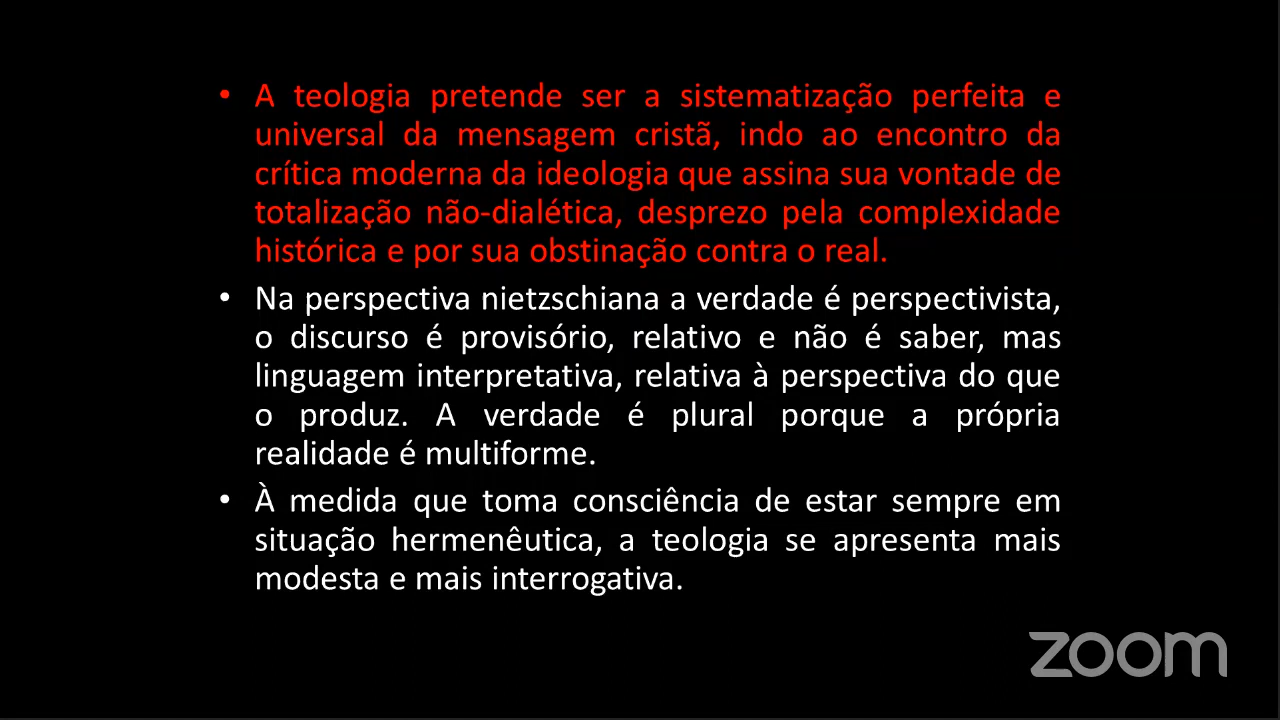 • A teologia pretende ser a sistematização perfeita e
universal da mensagem cristã, indo ao encontro da
crítica moderna da ideologia que assina sua vontade de
totalização não-dialética, desprezo pela complexidade
histórica e por sua obstinação contra o real.
• Na perspectiva nietzschiana a verdade é perspectivista,
o discurso é provisório, relativo e não é saber, mas
linguagem interpretativa, relativa à perspectiva do que
o produz. A verdade é plural porque a própria
realidade é multiforme.
• À medida que toma consciência de estar sempre em
situação hermenêutica, a teologia se apresenta mais
modesta e mais interrogativa.
zoom